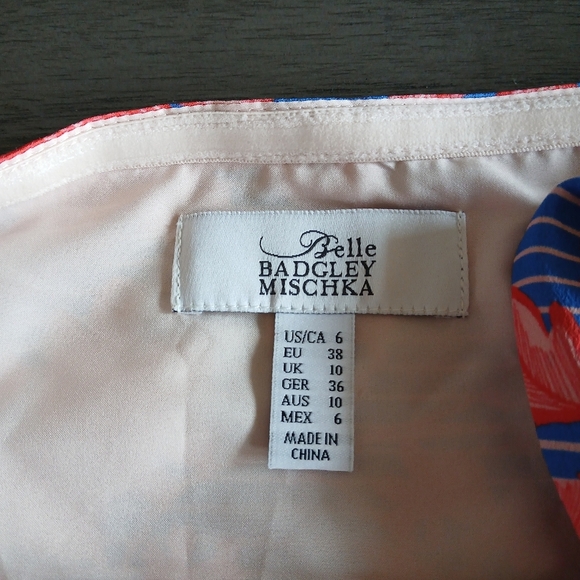 Belle
BADGLEY
MISCHKA
US/CA 6
EU 38
UK 10
GER 36
AUS 10
MEX 6
MADE IN
CHINA